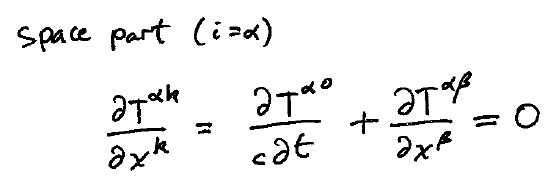 space part (i=α)
∂T^{αk}/∂x^k = ∂T^{α0}/c∂t + ∂T^{αβ}/∂x^β = 0